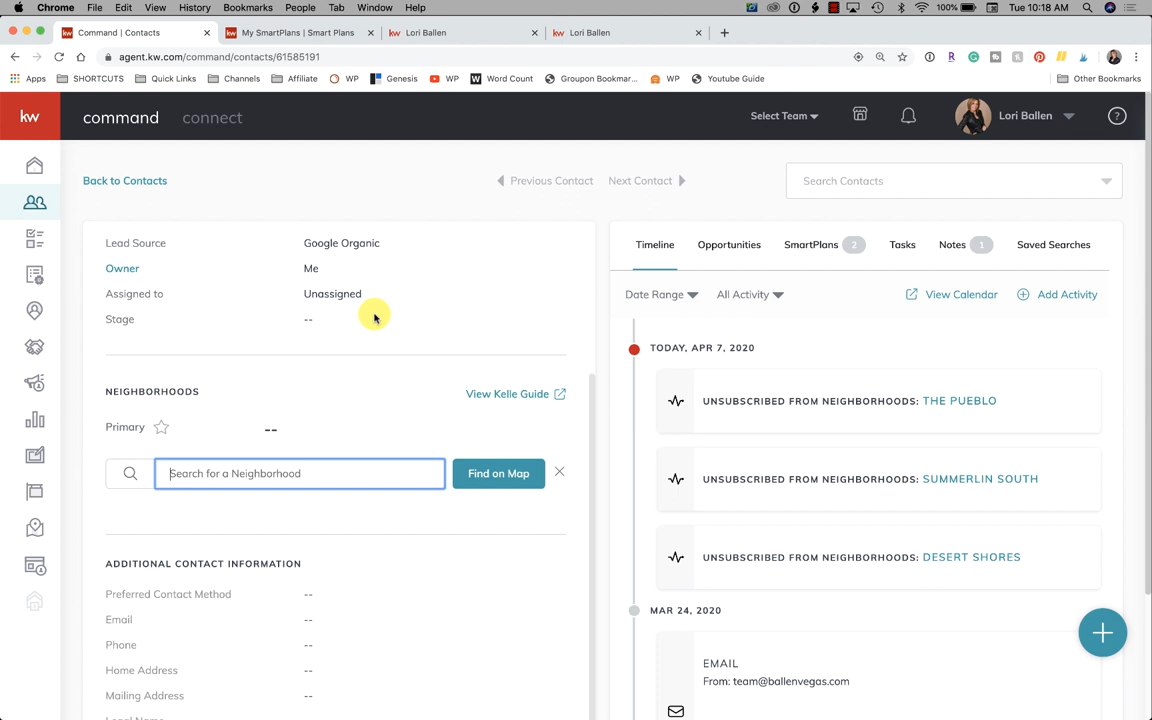 Chrome File Edit View History Bookmarks People Tab Window Help 100% Tue 10:18 AM
Command | Contacts My SmartPlans | Smart Plans kw Lori Ballen kw Lori Ballen
agent.kw.com/command/contacts/61585191
Apps SHORTCUTS Quick Links Channels Affiliate WP Genesis WP W Word Count Groupon Bookmar... WP Youtube Guide Other Bookmarks
kw command connect Select Team Lori Ballen ?
Back to Contacts Previous Contact Next Contact Search Contacts
Lead Source Google Organic
Owner Me
Assigned to Unassigned
Stage --
NEIGHBORHOODS View Kelle Guide
Primary --
Search for a Neighborhood Find on Map
ADDITIONAL CONTACT INFORMATION
Preferred Contact Method --
Email --
Phone --
Home Address --
Mailing Address --
Legal Name
Timeline Opportunities SmartPlans 2 Tasks Notes 1 Saved Searches
Date Range All Activity View Calendar Add Activity
TODAY, APR 7, 2020
UNSUBSCRIBED FROM NEIGHBORHOODS: THE PUEBLO
UNSUBSCRIBED FROM NEIGHBORHOODS: SUMMERLIN SOUTH
UNSUBSCRIBED FROM NEIGHBORHOODS: DESERT SHORES
MAR 24, 2020
EMAIL
From: team@ballenvegas.com